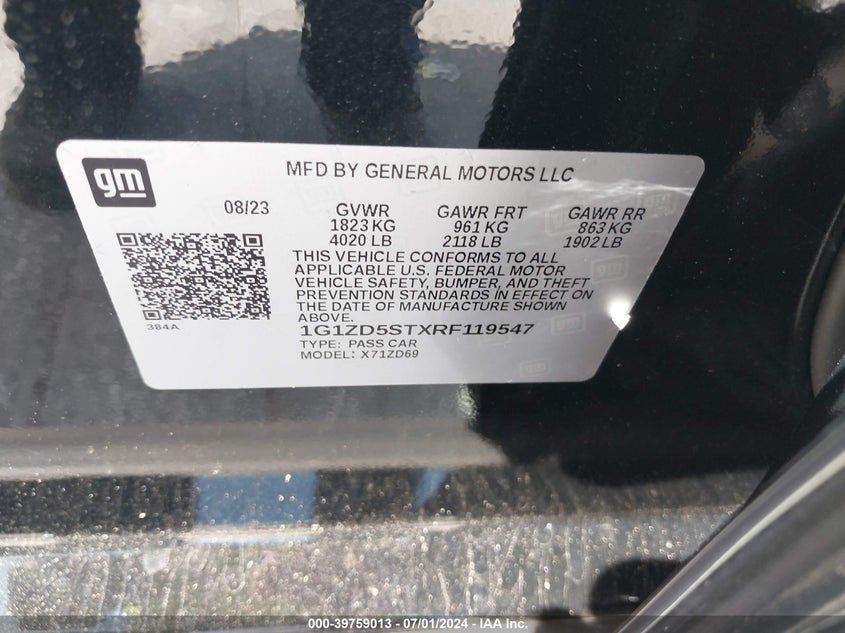 gm
MFD BY GENERAL MOTORS LLC
08/23
GVWR
1823 KG
4020 LB
GAWR FRT
961 KG
2118 LB
GAWR RR
863 KG
1902 LB
THIS VEHICLE CONFORMS TO ALL
APPLICABLE U.S. FEDERAL MOTOR
VEHICLE SAFETY, BUMPER, AND THEFT
PREVENTION STANDARDS IN EFFECT ON
THE DATE OF MANUFACTURE SHOWN
ABOVE.
384A
1G1ZD5STXRF119547
TYPE: PASS CAR
MODEL: X71ZD69
000-39759013 - 07/01/2024 - IAA Inc.